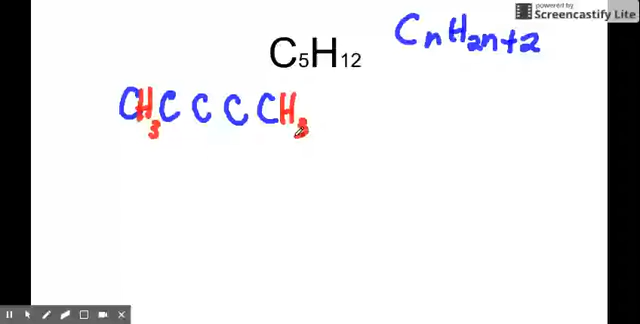 powered by
Screencastify Lite
CnH2n+2
C5H12
CH3C C C CH3